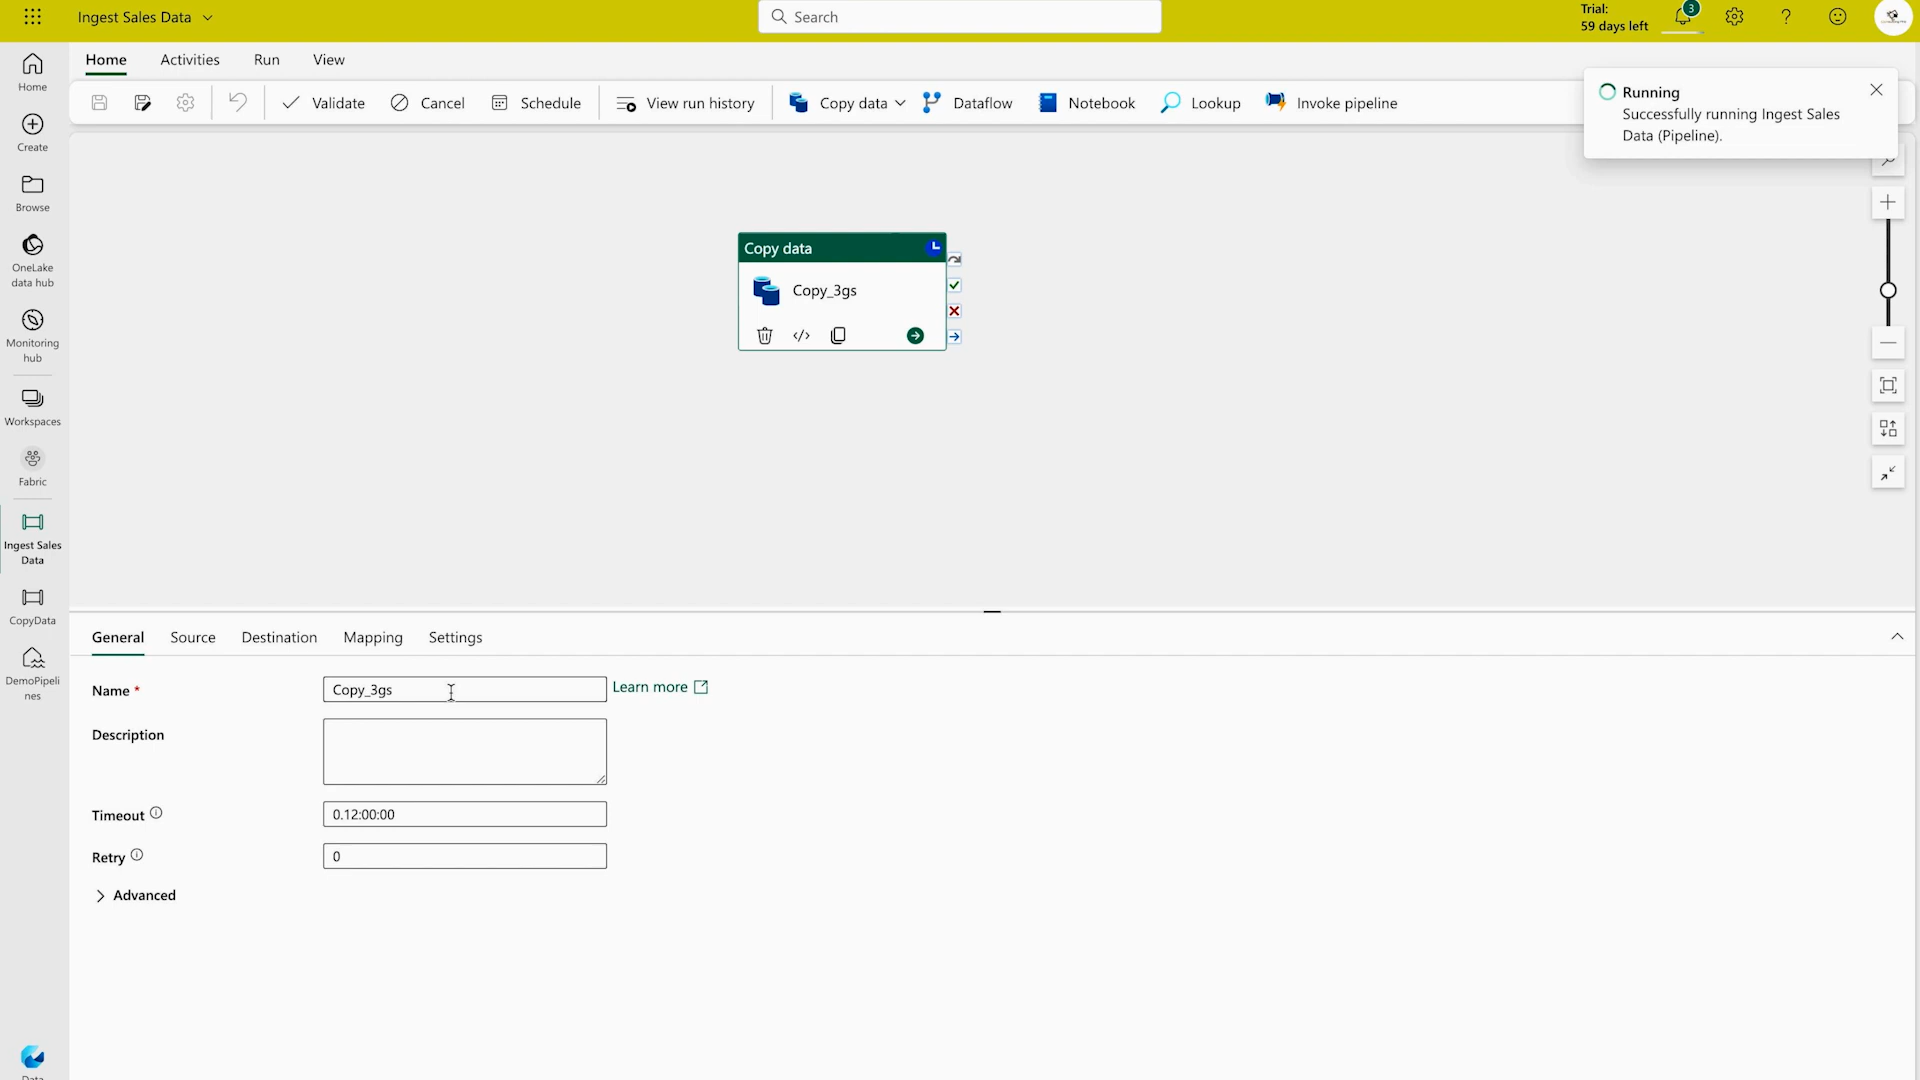 Ingest Sales Data
Search
Trial:
59 days left
3
Home
Activities
Run
View
Validate
Cancel
Schedule
View run history
Copy data
Dataflow
Notebook
Lookup
Invoke pipeline
Running
Successfully running Ingest Sales
Data (Pipeline).
Home
Create
Browse
OneLake
data hub
Monitoring
hub
Workspaces
Fabric
Ingest Sales
Data
CopyData
DemoPipeli
nes
Data
Copy data
Copy_3gs
General
Source
Destination
Mapping
Settings
Name *
Copy_3gs
Learn more
Description
Timeout
0.12:00:00
Retry
0
Advanced